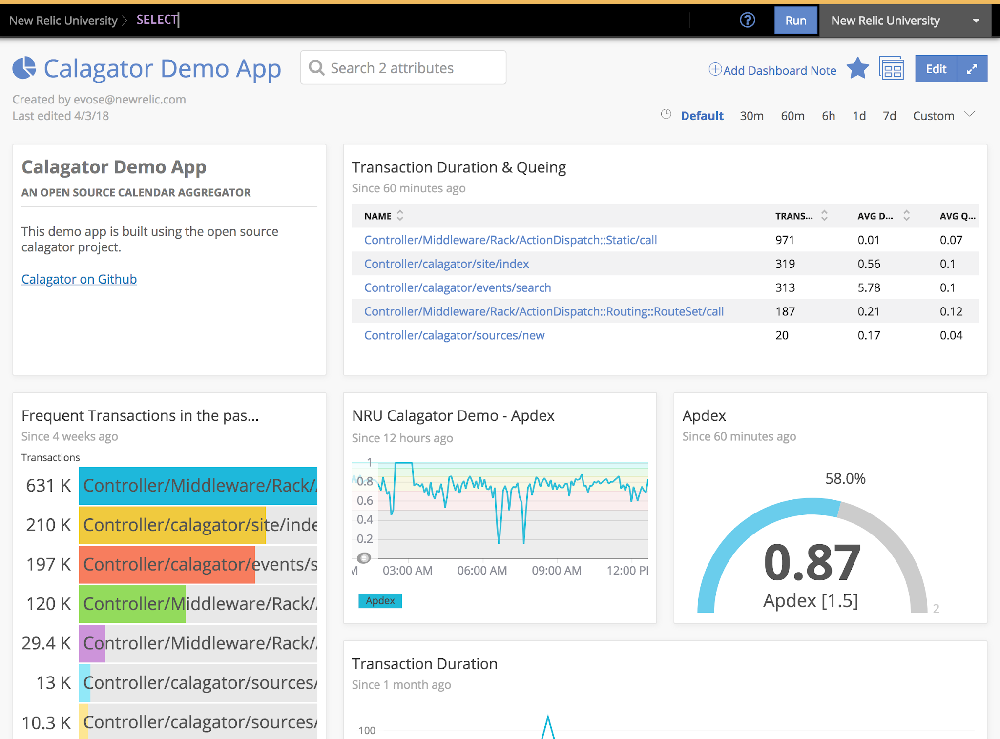 New Relic University > SELECT
? Run New Relic University
Calagator Demo App
Search 2 attributes
Add Dashboard Note
Edit
Created by evose@newrelic.com
Last edited 4/3/18
Default 30m 60m 6h 1d 7d Custom
Calagator Demo App
AN OPEN SOURCE CALENDAR AGGREGATOR
This demo app is built using the open source
calagator project.
Calagator on Github
Transaction Duration & Queing
Since 60 minutes ago
NAME TRANS... AVG D... AVG Q...
Controller/Middleware/Rack/ActionDispatch::Static/call 971 0.01 0.07
Controller/calagator/site/index 319 0.56 0.1
Controller/calagator/events/search 313 5.78 0.1
Controller/Middleware/Rack/ActionDispatch::Routing::RouteSet/call 187 0.21 0.12
Controller/calagator/sources/new 20 0.17 0.04
Frequent Transactions in the pas...
Since 4 weeks ago
Transactions
631 K Controller/Middleware/Rack/
210 K Controller/calagator/site/inde
197 K Controller/calagator/events/s
120 K Controller/Middleware/Rack/
29.4 K Controller/Middleware/Rack/
13 K Controller/calagator/sources/
10.3 K Controller/calagator/sources/
NRU Calagator Demo - Apdex
Since 12 hours ago
1
0.8
0.6
0.4
0.2
M 03:00 AM 06:00 AM 09:00 AM 12:00 P
Apdex
Apdex
Since 60 minutes ago
58.0%
0.87
Apdex [1.5]
2
Transaction Duration
Since 1 month ago
100